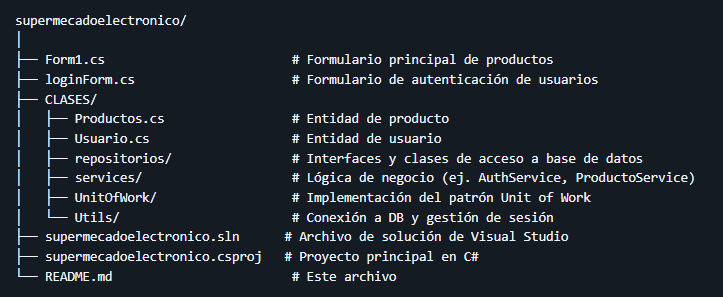 supermecadoelectronico/
│
├── Form1.cs                        # Formulario principal de productos
├── loginForm.cs                    # Formulario de autenticación de usuarios
├── CLASES/
│   ├── Productos.cs                # Entidad de producto
│   ├── Usuario.cs                  # Entidad de usuario
│   ├── repositorios/               # Interfaces y clases de acceso a base de datos
│   ├── services/                   # Lógica de negocio (ej. AuthService, ProductoService)
│   ├── UnitOfWork/                 # Implementación del patrón Unit of Work
│   └── Utils/                      # Conexión a DB y gestión de sesión
├── supermecadoelectronico.sln     # Archivo de solución de Visual Studio
├── supermecadoelectronico.csproj  # Proyecto principal en C#
└── README.md                       # Este archivo